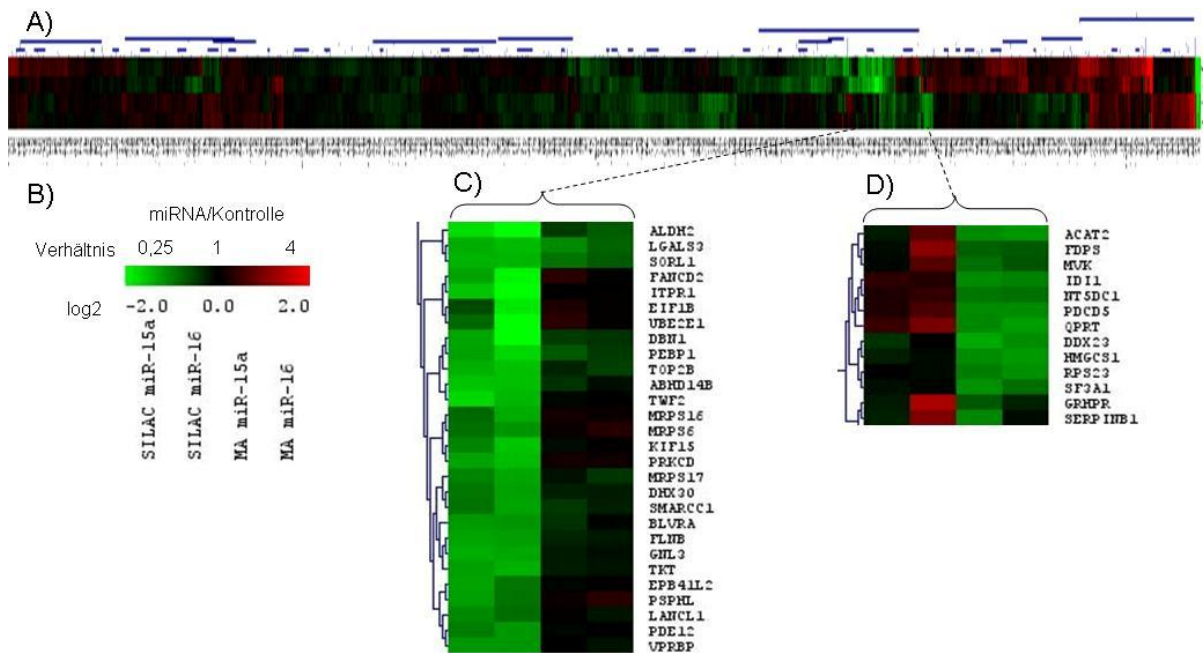 A)
B)
miRNA/Kontrolle
Verhältnis 0,25 1 4
log2 -2.0 0.0 2.0
SILAC miR-15a
SILAC miR-16
MA miR-15a
MA miR-16
C)
ALDH2
LGALS3
SORL1
FANCD2
ITPR1
EIF1B
UBE2E1
DBN1
PEBP1
TOP2B
ABHD14B
TWF2
MRPS16
MRPS6
KIF15
PRKCD
MRPS17
DHX30
SMARCC1
BLVRA
FLNB
GNL3
TKT
EPB41L2
PSPHL
LANCL1
PDE12
VPRBP
D)
ACAT2
FDPS
MVK
IDI1
NT5DC1
PDCD5
QPRT
DDX23
HMGCS1
RPS23
SF3A1
GRHPR
SERPINB1